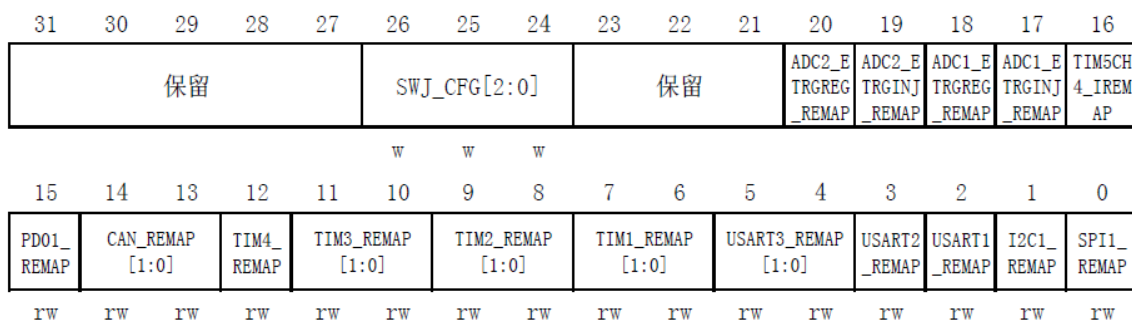 31 30 29 28 27 26 25 24 23 22 21 20 19 18 17 16
保留 SWJ_CFG[2:0] 保留 ADC2_E TRGREG _REMAP ADC2_E TRGINJ _REMAP ADC1_E TRGREG _REMAP ADC1_E TRGINJ _REMAP TIM5CH 4_IREM AP
w w w
15 14 13 12 11 10 9 8 7 6 5 4 3 2 1 0
PD01_ REMAP CAN_REMAP [1:0] TIM4_ REMAP TIM3_REMAP [1:0] TIM2_REMAP [1:0] TIM1_REMAP [1:0] USART3_REMAP [1:0] USART2 _REMAP USART1 _REMAP I2C1_ REMAP SPI1_ REMAP
rw rw rw rw rw rw rw rw rw rw rw rw rw rw rw rw